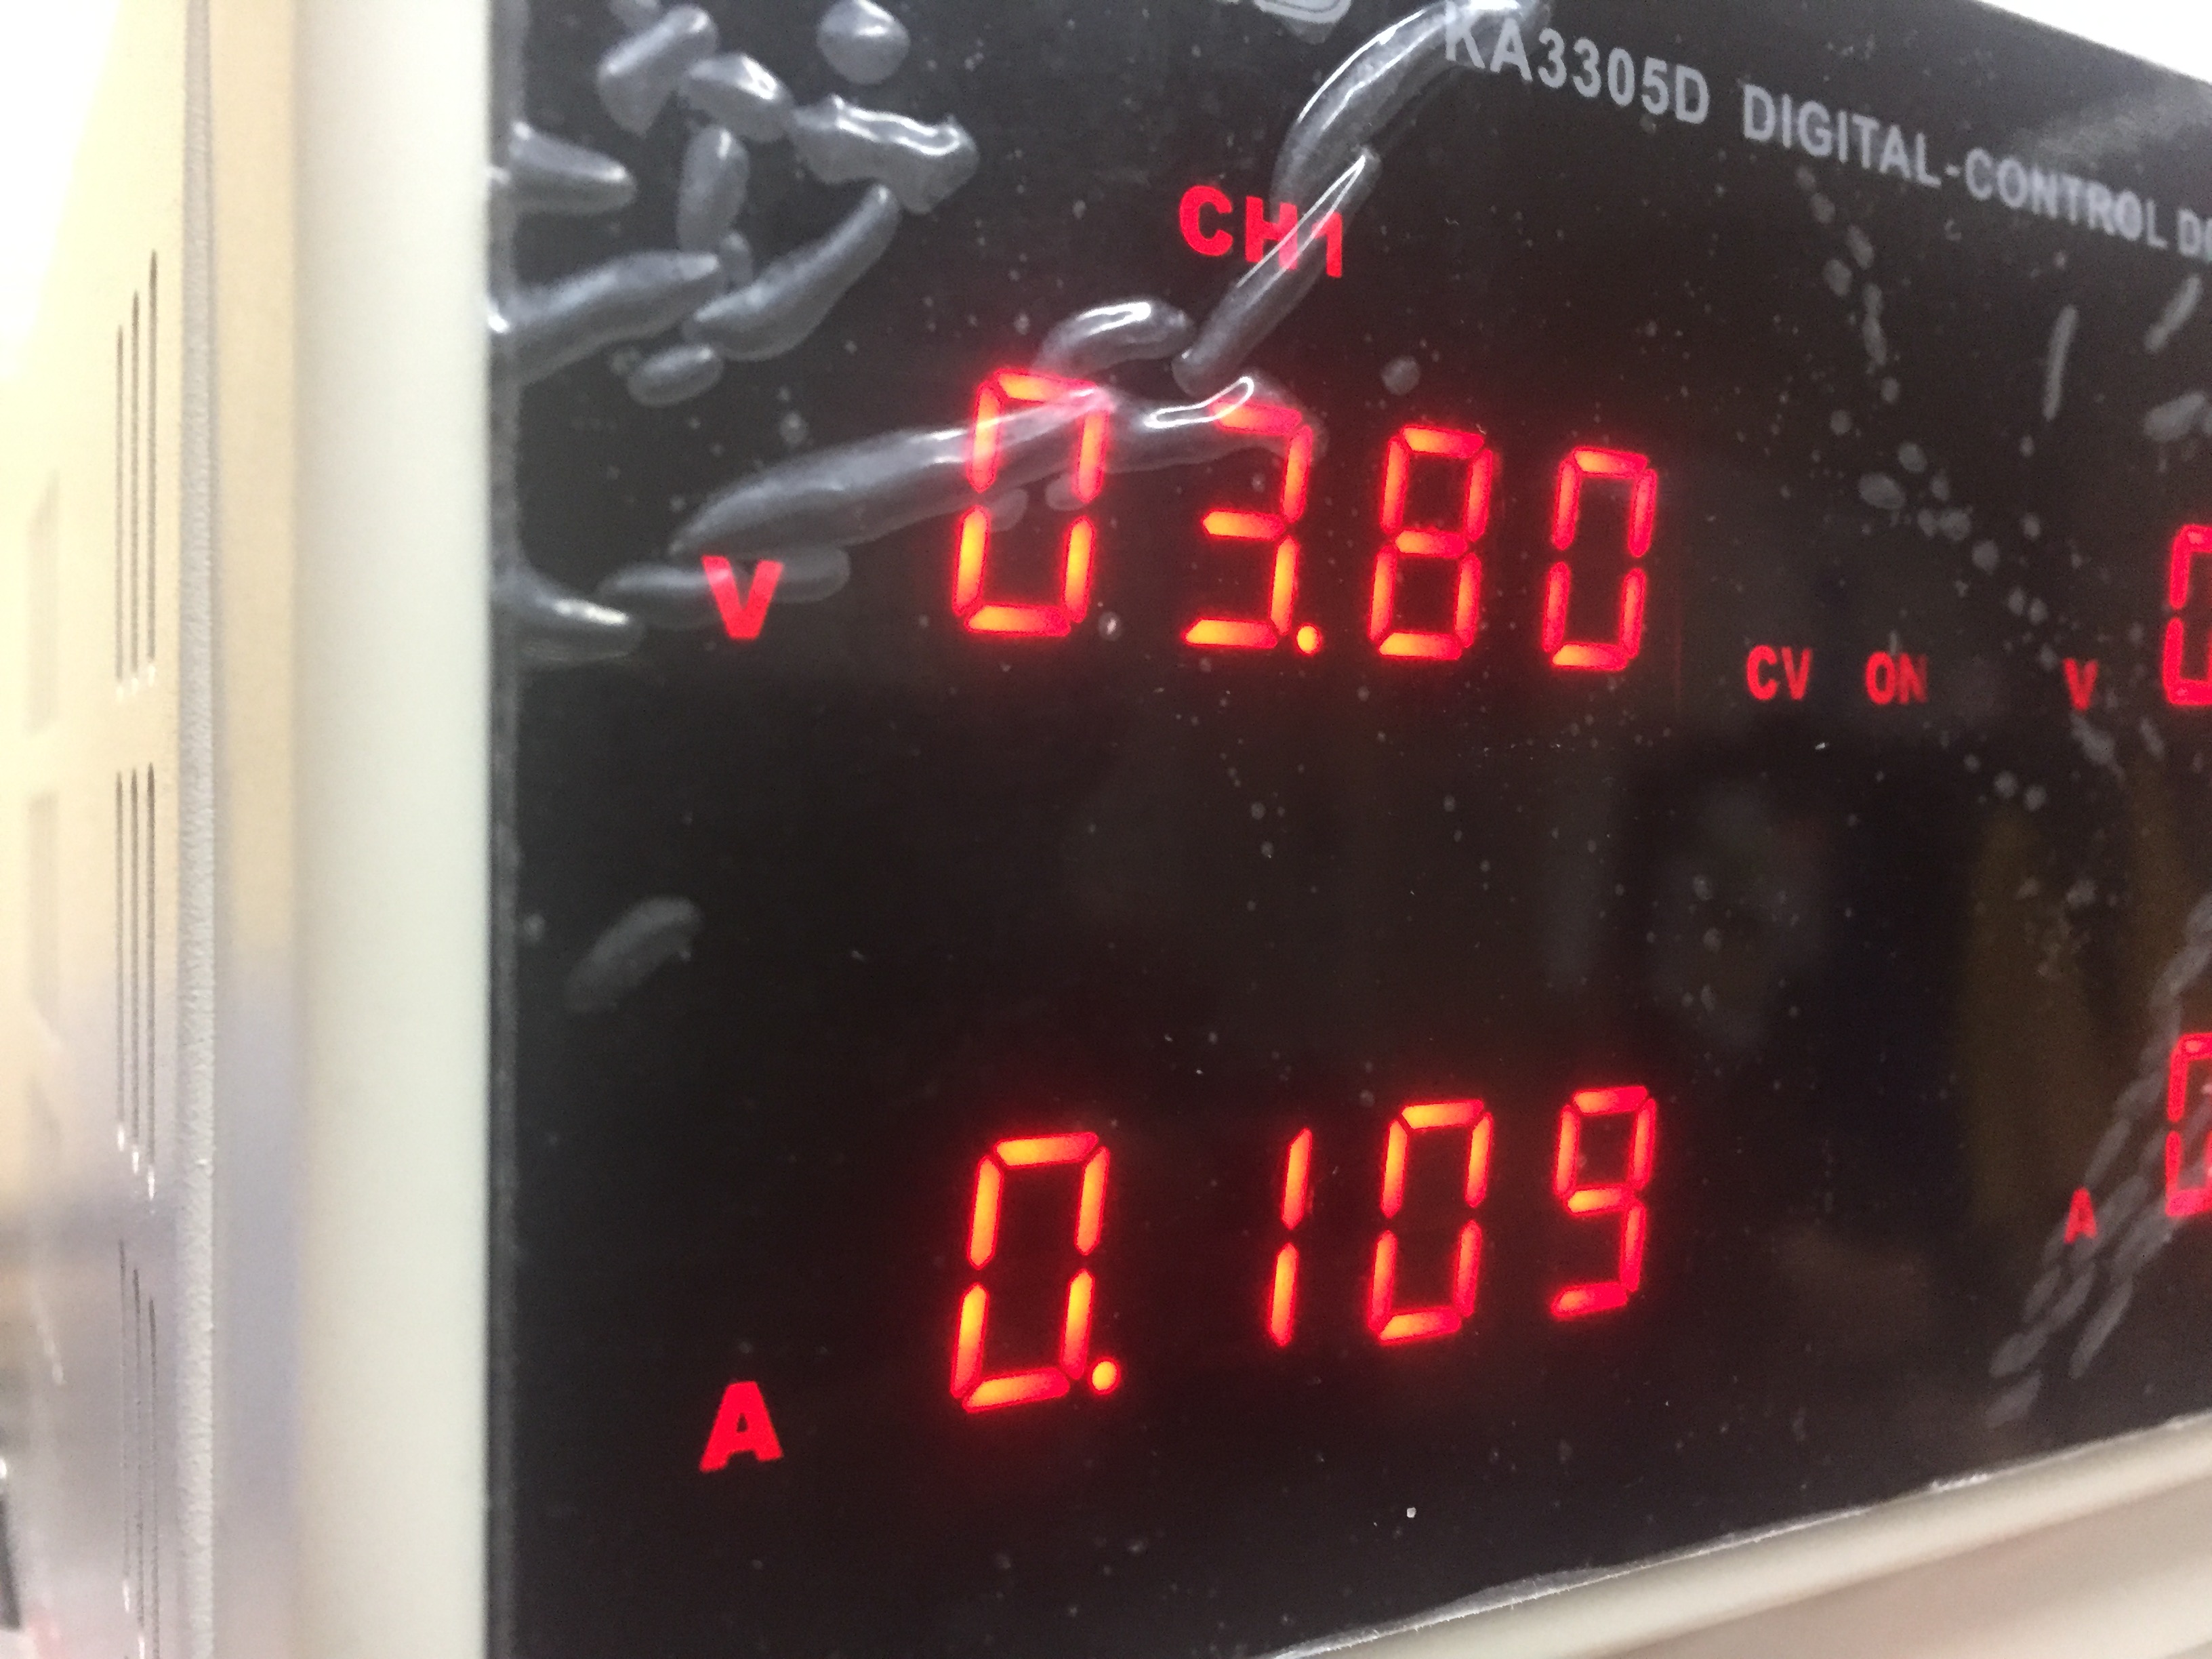 KA3305D DIGITAL-CONTROL
CH1
V 03.80 CV ON V
A 0.109 A